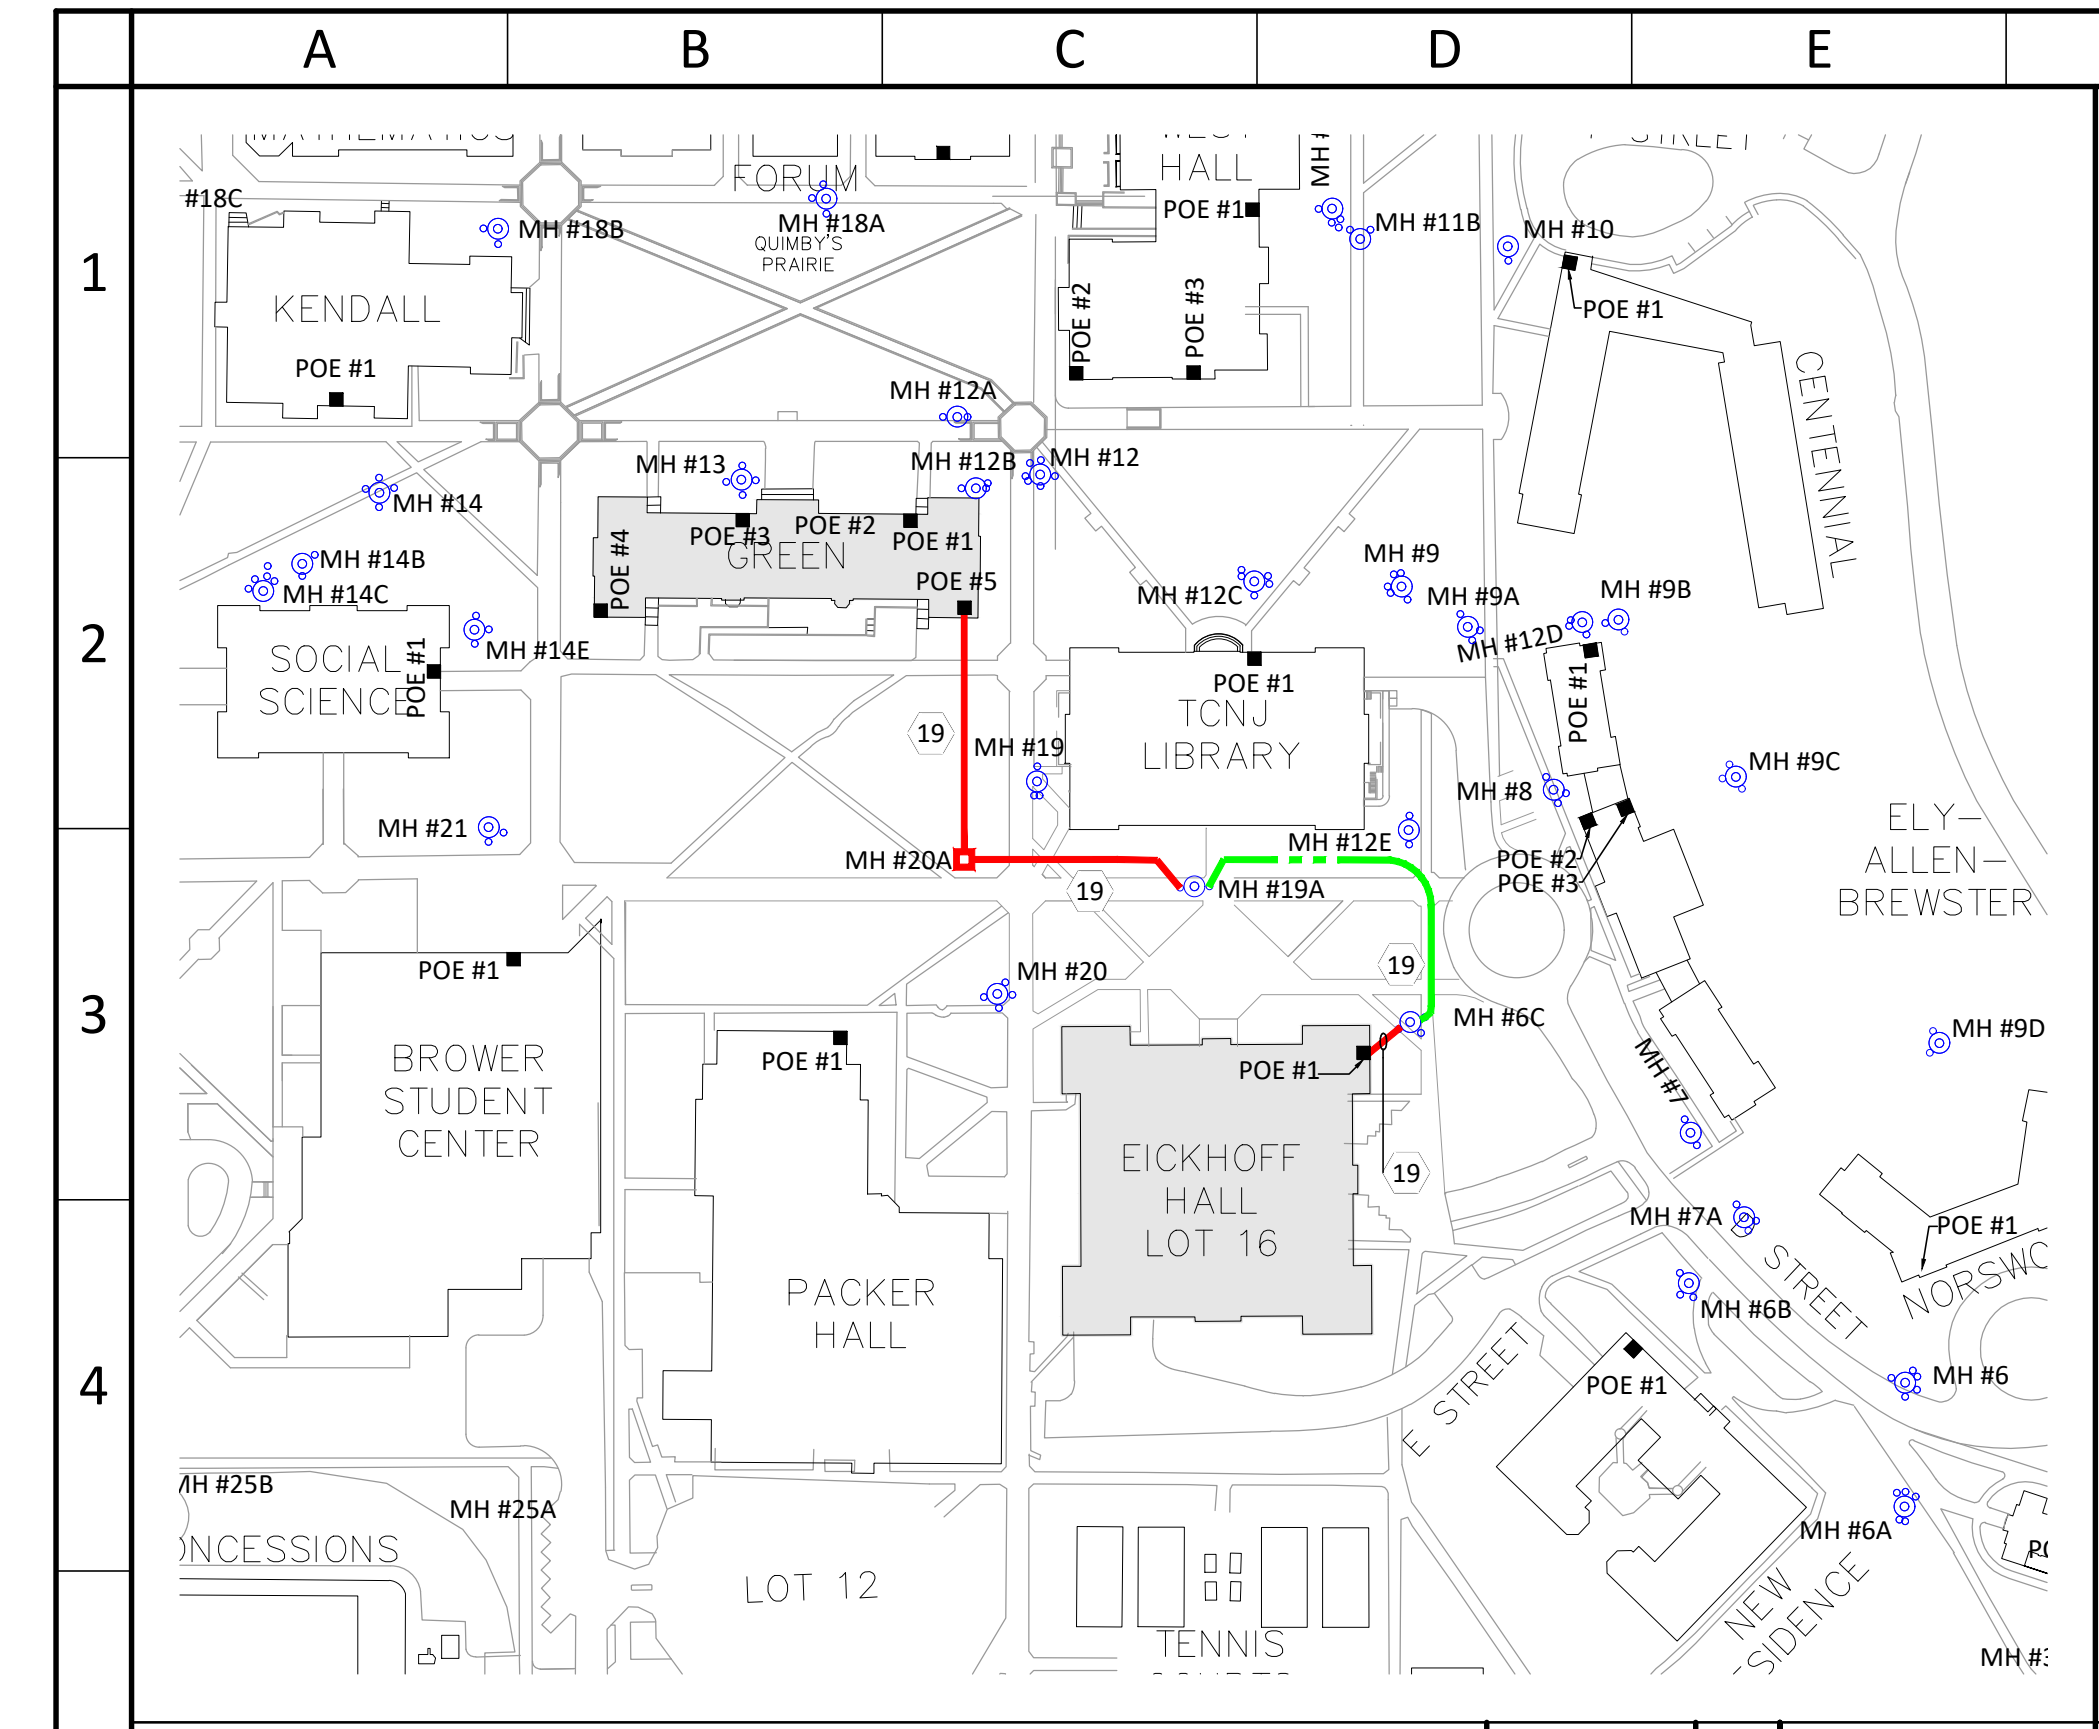 A B C D E
1
2
3
4
#18C
MH #18B
KENDALL
POE #1
FORUM
MH #18A
QUIMBY'S
PRAIRIE
HALL
POE #1
POE #2
POE #3
MH #11B
MH #10
POE #1
CENTENNIAL
MH #12A
MH #12B
MH #12
MH #13
MH #14
MH #14B
MH #14C
MH #14E
SOCIAL
SCIENCE
POE #1
POE #4
POE #3
POE #2
POE #1
GREEN
POE #5
MH #12C
MH #9
MH #9A
MH #9B
MH #12D
POE #1
POE #1
TCNJ
LIBRARY
19
MH #19
MH #8
MH #9C
MH #21
MH #20A
MH #12E
POE #2
POE #3
ELY-
ALLEN-
BREWSTER
19
MH #19A
19
MH #20
MH #6C
POE #1
BROWER
STUDENT
CENTER
POE #1
POE #1
MH #7
MH #9D
EICKHOFF
HALL
LOT 16
19
MH #7A
POE #1
STREET
MH #6B
PACKER
HALL
E STREET
POE #1
MH #6
MH #25A
MH #6A
LOT 12
NEW
TENNIS